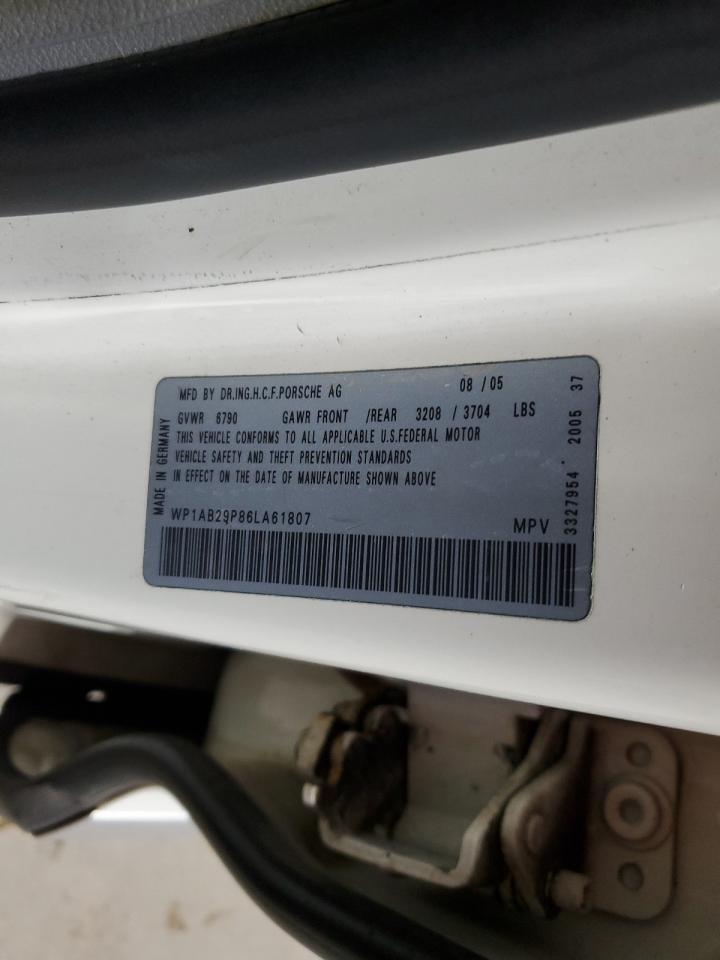 MFD BY DR.ING.H.C.F.PORSCHE AG 08 /05
GVWR 6790 GAWR FRONT /REAR 3208 / 3704 LBS
THIS VEHICLE CONFORMS TO ALL APPLICABLE U.S.FEDERAL MOTOR
VEHICLE SAFETY AND THEFT PREVENTION STANDARDS
IN EFFECT ON THE DATE OF MANUFACTURE SHOWN ABOVE
WP1AB29P86LA61807 MPV
MADE IN GERMANY
3327954 2005 37